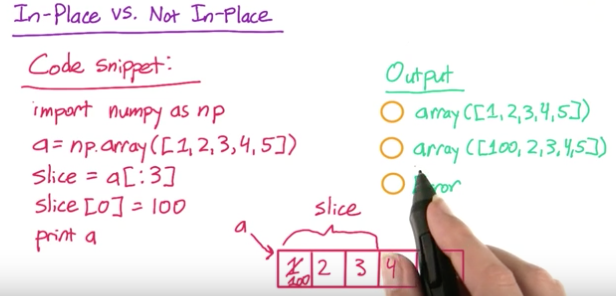 In-Place vs. Not In-Place
Code snippet:
import numpy as np
a = np.array([1,2,3,4,5])
slice = a[:3]
slice[0] = 100
print a
Output
array([1,2,3,4,5])
array([100,2,3,4,5])
slice
a
1 2 3 4
100